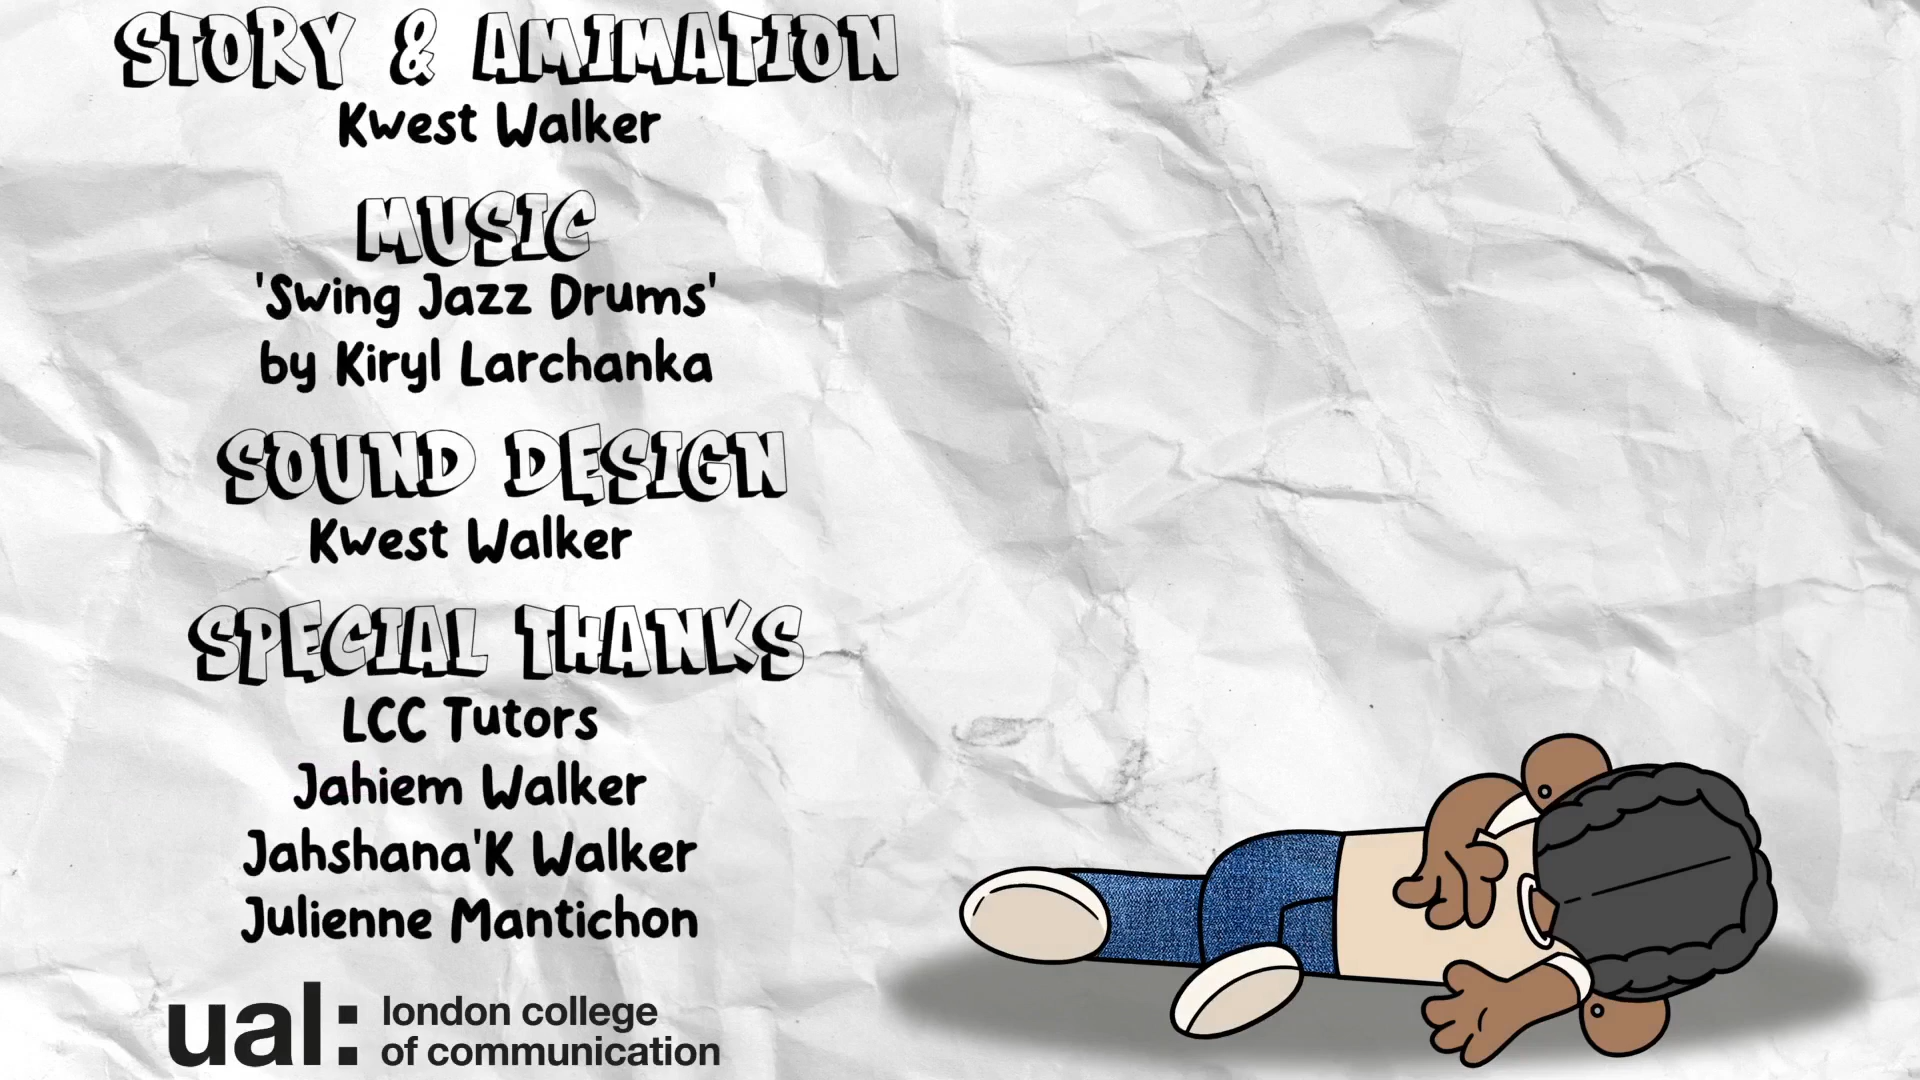 STORY & AMIMATION
Kwest Walker
MUSIC
'Swing Jazz Drums'
by Kiryl Larchanka
SOUND DESIGN
Kwest Walker
SPECIAL THANKS
LCC Tutors
Jahiem Walker
Jahshana'K Walker
Julienne Mantichon
ual: london college
of communication